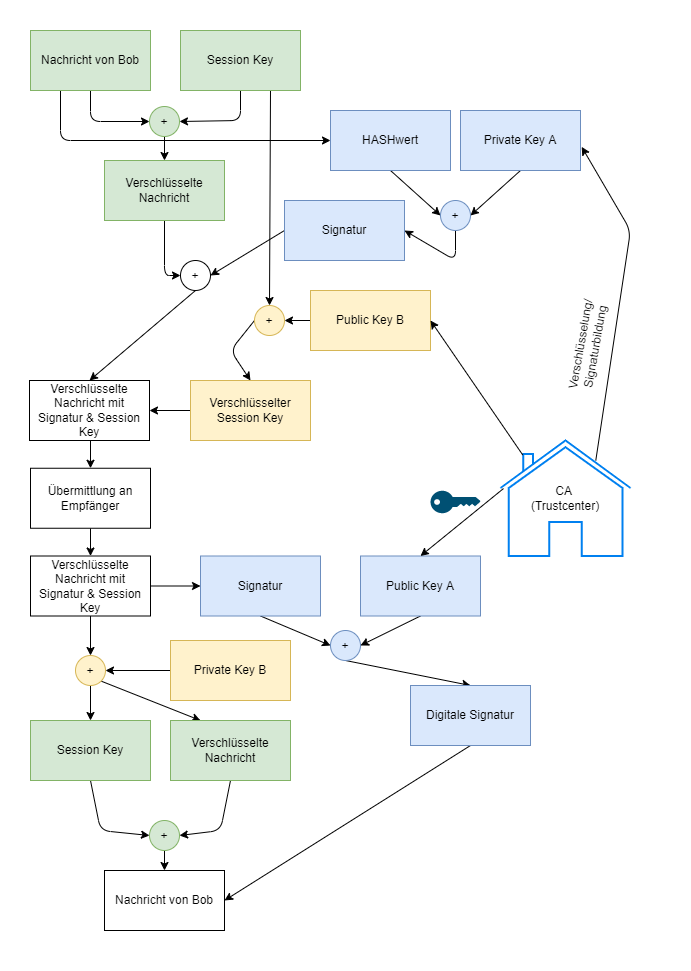 Nachricht von Bob
Session Key
+
HASHwert
Private Key A
Verschlüsselte
Nachricht
Signatur
+
+
Verschlüsselung/
Signaturbildung
+
Public Key B
Verschlüsselte
Nachricht mit
Signatur & Session
Key
Verschlüsselter
Session Key
CA
(Trustcenter)
Übermittlung an
Empfänger
Verschlüsselte
Nachricht mit
Signatur & Session
Key
Signatur
Public Key A
+
+
Private Key B
Digitale Signatur
Session Key
Verschlüsselte
Nachricht
+
Nachricht von Bob